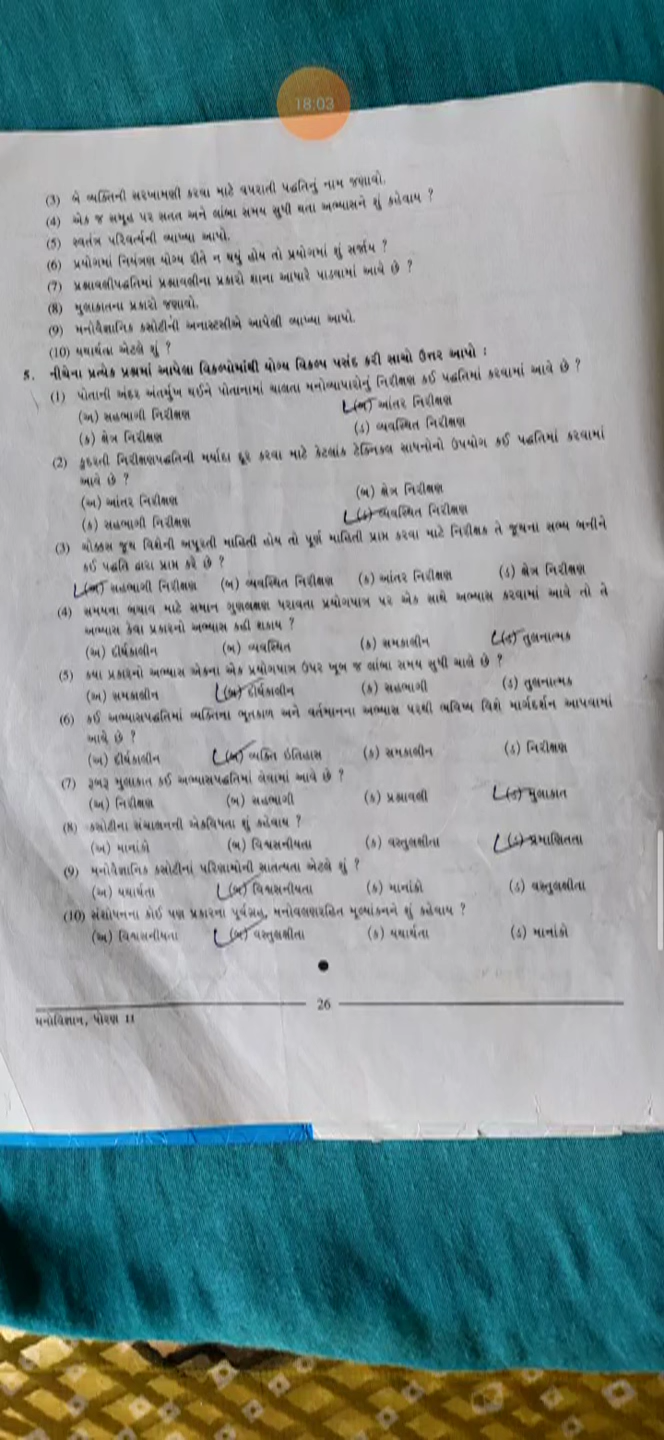 18:03
(3) બે વ્યક્તિની સરખામણી કરવા માટે વપરાતી પદ્ધતિનું નામ જણાવો.
(4) એક જ સમૂહ પર સતત અને લાંબા સમય સુધી થતા અભ્યાસને શું કહેવાય ?
(5) સ્વતંત્ર પરિવર્ત્યની વ્યાખ્યા આપો.
(6) પ્રયોગમાં નિયંત્રણ યોગ્ય રીતે ન થયું હોય તો પ્રયોગમાં શું સર્જાય ?
(7) પ્રશ્નાવલીપદ્ધતિમાં પ્રશ્નાવલીના પ્રકારો શાના આધારે પાડવામાં આવે છે ?
(8) મુલાકાતના પ્રકારો જણાવો.
(9) મનોવૈજ્ઞાનિક કસોટીની અનાસ્ટસીએ આપેલી વ્યાખ્યા આપો.
(10) યથાર્થતા એટલે શું ?
5. નીચેના પ્રત્યેક પ્રશ્નમાં આપેલા વિકલ્પોમાંથી યોગ્ય વિકલ્પ પસંદ કરી સાચો ઉત્તર આપો :
(1) પોતાની અંદર અંતર્મુખ થઈને પોતાનામાં ચાલતા મનોવ્યાપારોનું નિરીક્ષણ કઈ પદ્ધતિમાં કરવામાં આવે છે ?
(અ) સહભાગી નિરીક્ષણ (બ) આંતર નિરીક્ષણ
(ક) ક્ષેત્ર નિરીક્ષણ (ડ) વ્યવસ્થિત નિરીક્ષણ
(2) કુદરતી નિરીક્ષણપદ્ધતિની મર્યાદા દૂર કરવા માટે કેટલાંક ટેક્નિકલ સાધનોનો ઉપયોગ કઈ પદ્ધતિમાં કરવામાં
આવે છે ?
(અ) આંતર નિરીક્ષણ (બ) ક્ષેત્ર નિરીક્ષણ
(ક) સહભાગી નિરીક્ષણ (ડ) વ્યવસ્થિત નિરીક્ષણ
(3) ચોક્કસ જૂથ વિશેની અપૂરતી માહિતી હોય તો પૂર્ણ માહિતી પ્રાપ્ત કરવા માટે નિરીક્ષક તે જૂથના સભ્ય બનીને
કઈ પદ્ધતિ દ્વારા પ્રાપ્ત કરે છે ?
(અ) સહભાગી નિરીક્ષણ (બ) વ્યવસ્થિત નિરીક્ષણ (ક) આંતર નિરીક્ષણ (ડ) ક્ષેત્ર નિરીક્ષણ
(4) સમયના બચાવ માટે સમાન ગુણલક્ષણ ધરાવતા પ્રયોગપાત્ર પર એક સાથે અભ્યાસ કરવામાં આવે તો તે
અભ્યાસ કેવા પ્રકારનો અભ્યાસ કહી શકાય ?
(અ) દીર્ઘકાલીન (બ) વ્યવસ્થિત (ક) સમકાલીન (ડ) તુલનાત્મક
(5) કયા પ્રકારનો અભ્યાસ એકના એક પ્રયોગપાત્ર ઉપર ખૂબ જ લાંબા સમય સુધી ચાલે છે ?
(અ) સમકાલીન (બ) દીર્ઘકાલીન (ક) સહભાગી (ડ) તુલનાત્મક
(6) કઈ અભ્યાસપદ્ધતિમાં વ્યક્તિના ભૂતકાળ અને વર્તમાનના અભ્યાસ પરથી ભવિષ્ય વિશે માર્ગદર્શન આપવામાં
આવે છે ?
(અ) દીર્ઘકાલીન (બ) વ્યક્તિ ઇતિહાસ (ક) સમકાલીન (ડ) નિરીક્ષણ
(7) રૂબરૂ મુલાકાત કઈ અભ્યાસપદ્ધતિમાં લેવામાં આવે છે ?
(અ) નિરીક્ષણ (બ) સહભાગી (ક) પ્રશ્નાવલી (ડ) મુલાકાત
(8) કસોટીના સંચાલનની એકવિધતા શું કહેવાય ?
(અ) માનાંકો (બ) વિશ્વસનીયતા (ક) વસ્તુલક્ષીતા (ડ) પ્રમાણિતતા
(9) મનોવૈજ્ઞાનિક કસોટીનાં પરિણામોની સાતત્યતા એટલે શું ?
(અ) યથાર્થતા (બ) વિશ્વસનીયતા (ક) માનાંકો (ડ) વસ્તુલક્ષીતા
(10) સંશોધનના કોઈ પણ પ્રકારના પૂર્વગ્રહ, મનોવલણરહિત મૂલ્યાંકનને શું કહેવાય ?
(અ) વિશ્વસનીયતા (બ) વસ્તુલક્ષીતા (ક) યથાર્થતા (ડ) માનાંકો
26
મનોવિજ્ઞાન, ધોરણ 11